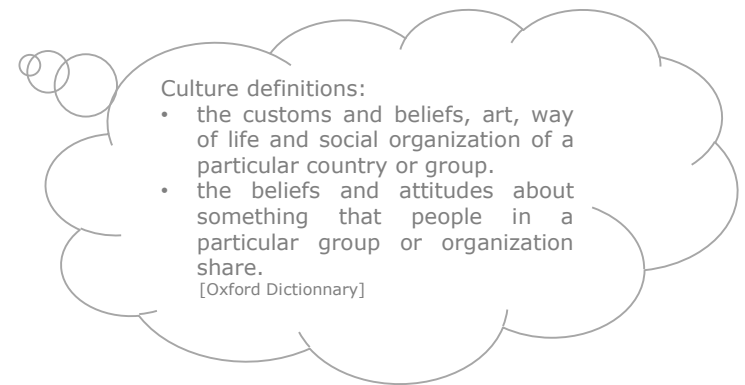 Culture definitions:
• the customs and beliefs, art, way
of life and social organization of a
particular country or group.
• the beliefs and attitudes about
something that people in a
particular group or organization
share.
[Oxford Dictionnary]